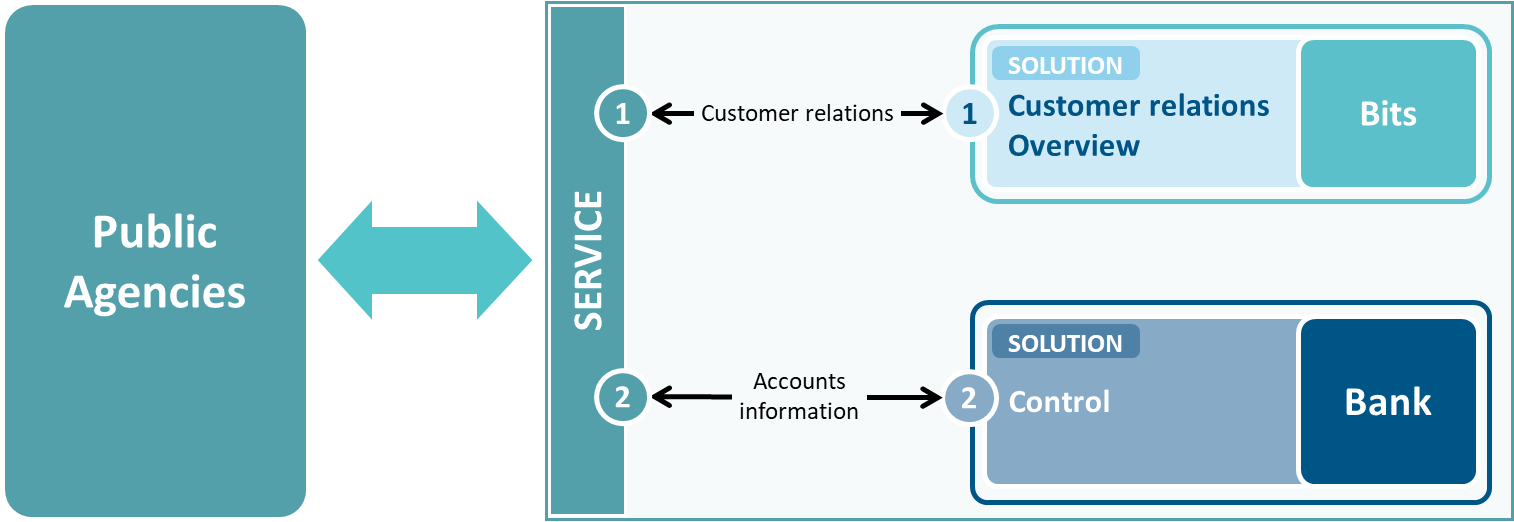 Public
Agencies
SERVICE
1
Customer relations
1
SOLUTION
Customer relations
Overview
Bits
2
Accounts
information
2
SOLUTION
Control
Bank